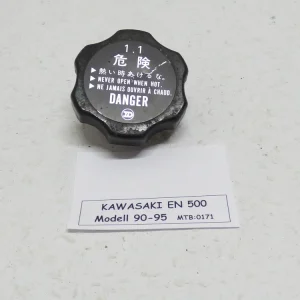 1.1
危険
▶熱い時あけるな。
▶NEVER OPEN WHEN HOT.
▶NE JAMAIS OUVRIR À CHAUD.
DANGER
KAWASAKI EN 500
Modell 90-95 MTB:0171